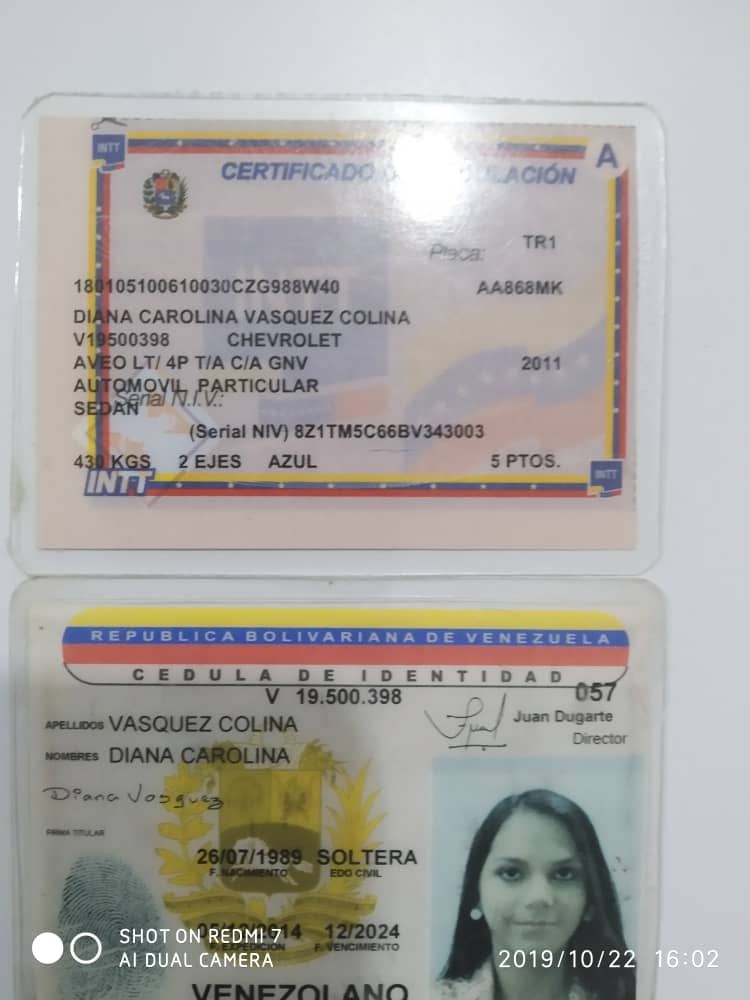 INTT
CERTIFICADO
LACIÓN
A
Placa:
TR1
180105100610030CZG988W40
AA868MK
DIANA CAROLINA VASQUEZ COLINA
V19500398 CHEVROLET
AVEO LT/ 4P T/A C/A GNV
2011
AUTOMOVIL PARTICULAR
Serial N.I.V.:
SEDAN
(Serial NIV) 8Z1TM5C66BV343003
430 KGS 2 EJES AZUL 5 PTOS.
INTT
INTT
REPUBLICA BOLIVARIANA DE VENEZUELA
CEDULA DE IDENTIDAD
V 19.500.398
057
APELLIDOS VASQUEZ COLINA
Juan Dugarte
Director
NOMBRES DIANA CAROLINA
Diana Vasquez
FIRMA TITULAR
26/07/1989 SOLTERA
F. NACIMIENTO EDO CIVIL
12/2024
F. EXPEDICION F. VENCIMIENTO
VENEZOLANO
SHOT ON REDMI 7
AI DUAL CAMERA
2019/10/22 16:02